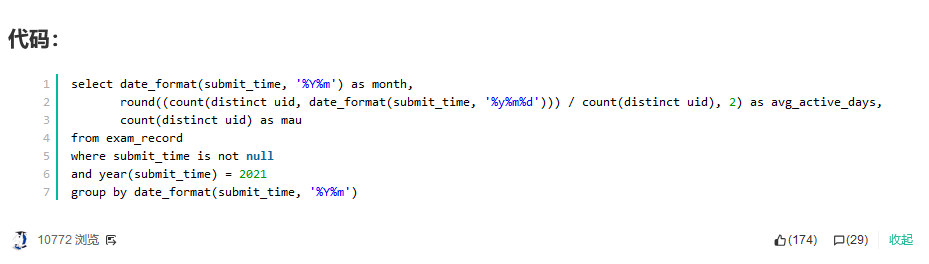 代码：
1 select date_format(submit_time, '%Y%m') as month,
2 round((count(distinct uid, date_format(submit_time, '%y%m%d'))) / count(distinct uid), 2) as avg_active_days,
3 count(distinct uid) as mau
4 from exam_record
5 where submit_time is not null
6 and year(submit_time) = 2021
7 group by date_format(submit_time, '%Y%m')
10772 浏览 (174) (29) 收起